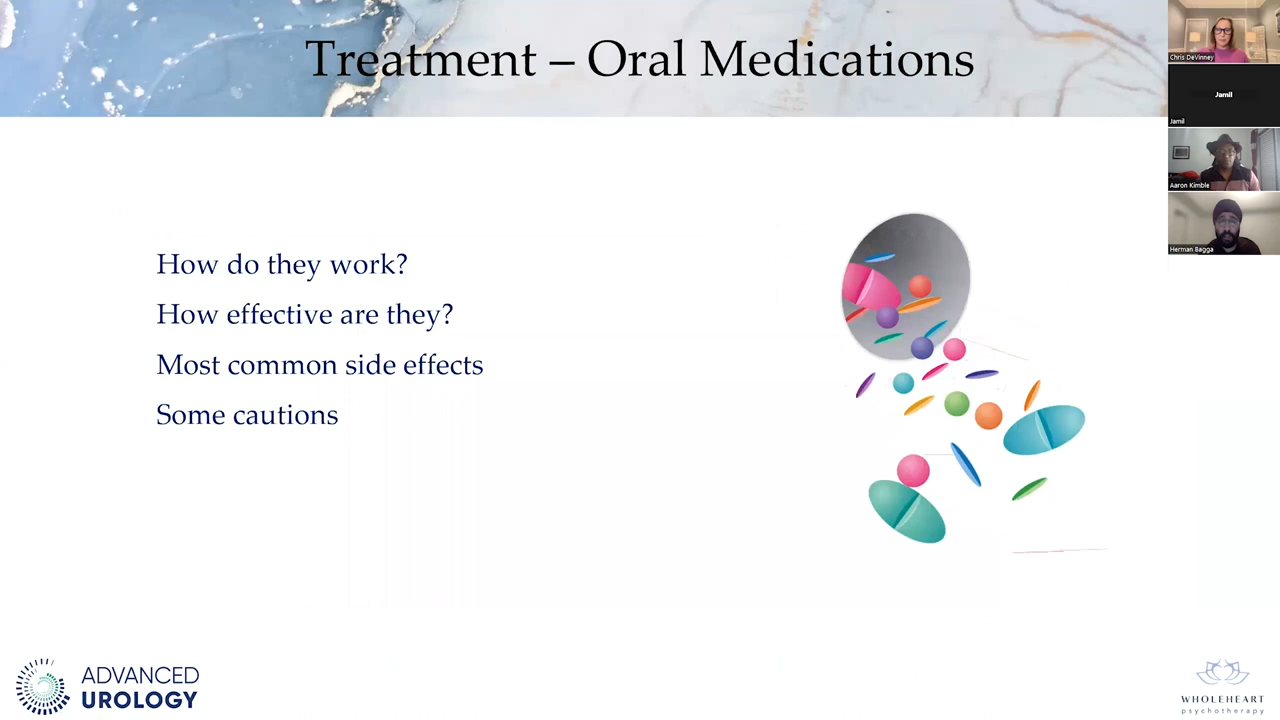 Treatment – Oral Medications
How do they work?
How effective are they?
Most common side effects
Some cautions
ADVANCED
UROLOGY
WHOLEHEART
psychotherapy
Chris DeVinney
Jamil
Jamil
Aaron Kimble
Herman Bagga